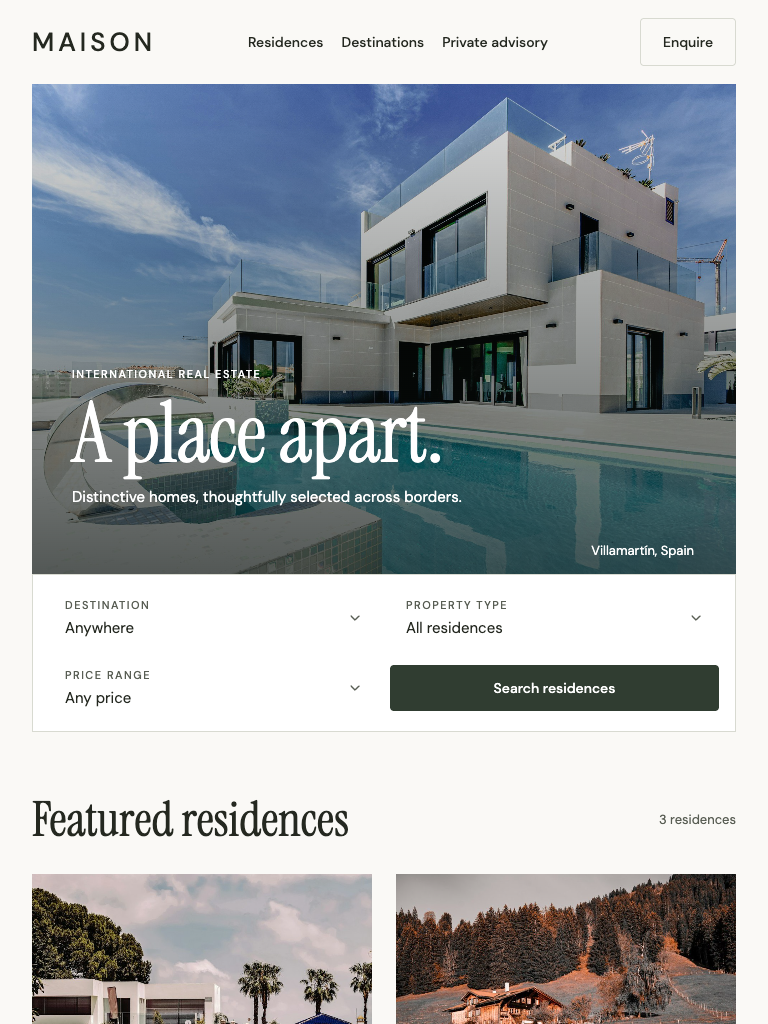 MAISON
Residences Destinations Private advisory
Enquire
INTERNATIONAL REAL ESTATE
A place apart.
Distinctive homes, thoughtfully selected across borders.
Villamartín, Spain
DESTINATION
Anywhere
PROPERTY TYPE
All residences
PRICE RANGE
Any price
Search residences
Featured residences
3 residences